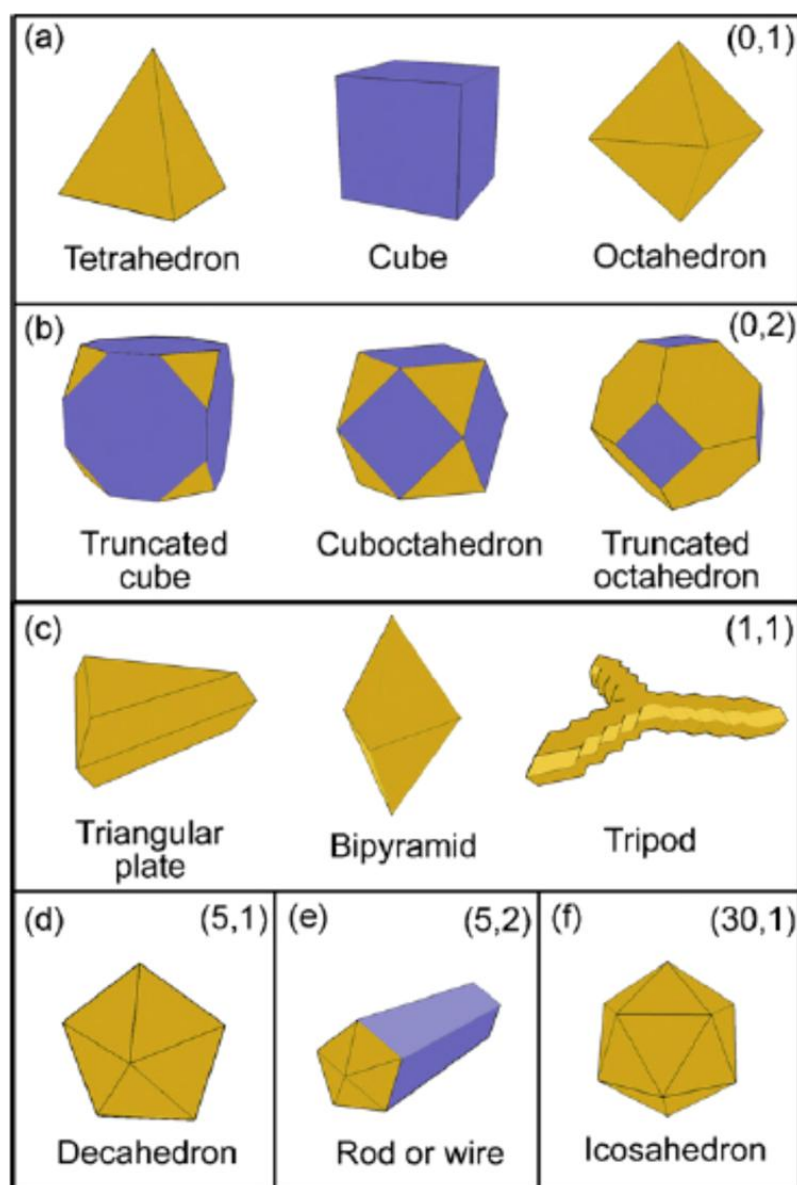 (a) (0,1)
Tetrahedron Cube Octahedron
(b) (0,2)
Truncated cube
Cuboctahedron
Truncated octahedron
(c) (1,1)
Triangular plate
Bipyramid
Tripod
(d) (5,1)
Decahedron
(e) (5,2)
Rod or wire
(f) (30,1)
Icosahedron